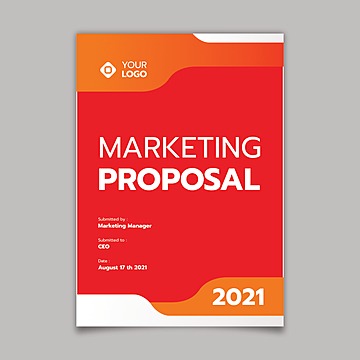 YOUR
LOGO
MARKETING
PROPOSAL
Submitted by :
Marketing Manager
Submitted to :
CEO
Date :
August 17 th 2021
2021